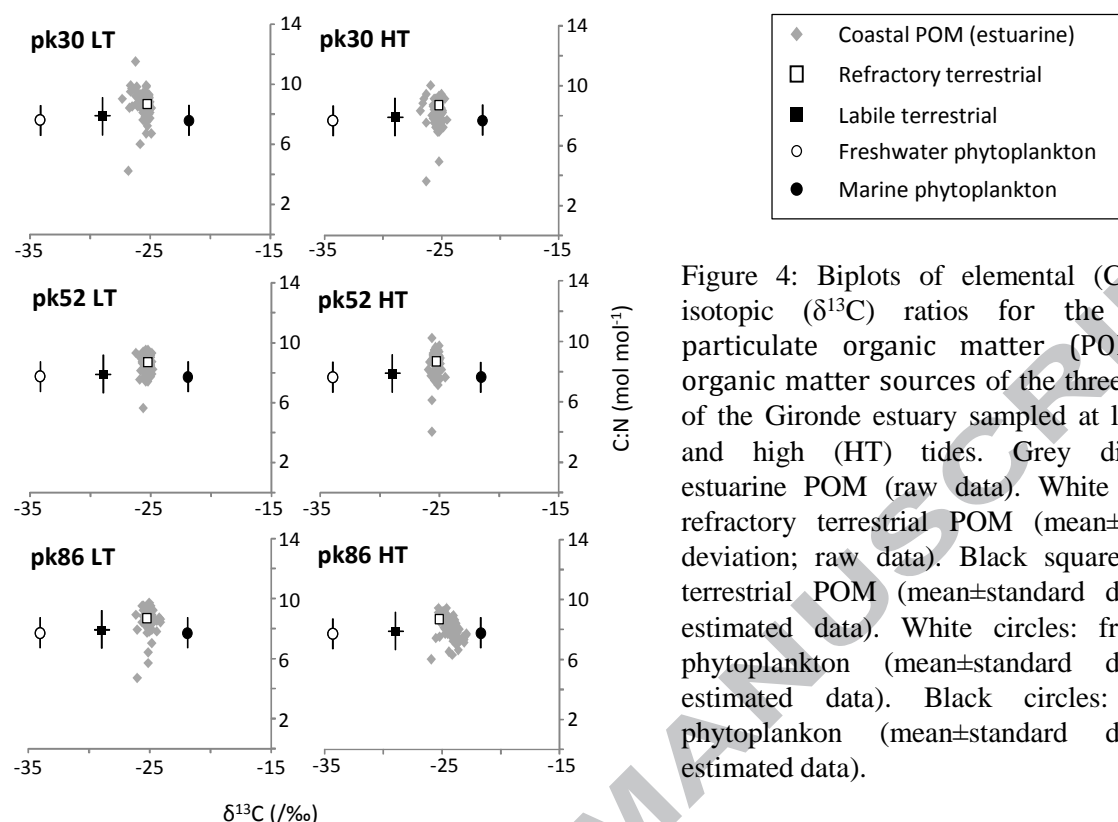 pk30 LT
14
10
6
2
-35
-25
-15
pk30 HT
14
10
6
2
-35
-25
-15
pk52 LT
14
10
6
2
-35
-25
-15
pk52 HT
14
10
6
2
-35
-25
-15
pk86 LT
14
10
6
2
-35
-25
-15
pk86 HT
14
10
6
2
-35
-25
-15
C:N (mol mol-1)
δ13C (/‰)
Coastal POM (estuarine)
Refractory terrestrial
Labile terrestrial
Freshwater phytoplankton
Marine phytoplankton
Figure 4: Biplots of elemental (C
isotopic (δ13C) ratios for the
particulate organic matter (PO
organic matter sources of the three
of the Gironde estuary sampled at l
and high (HT) tides. Grey di
estuarine POM (raw data). White
refractory terrestrial POM (mean±
deviation; raw data). Black square
terrestrial POM (mean±standard d
estimated data). White circles: fr
phytoplankton (mean±standard d
estimated data). Black circles:
phytoplankon (mean±standard d
estimated data).
MANUSCRI